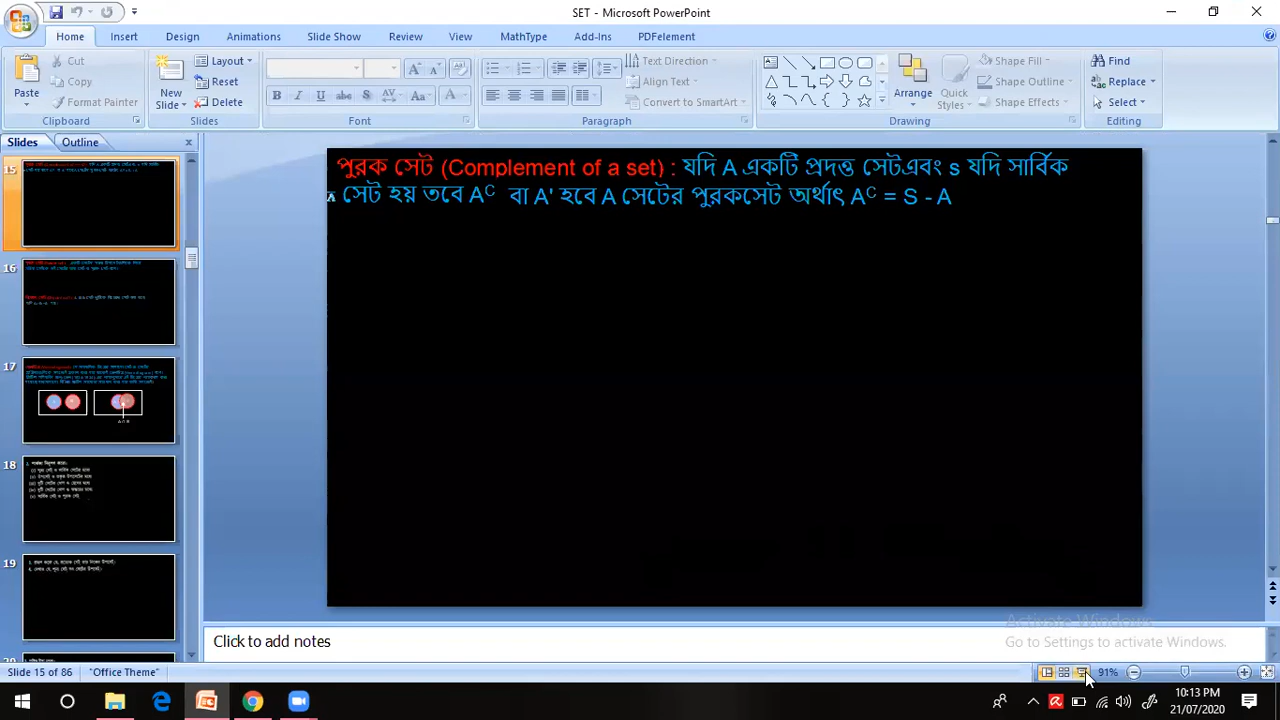 SET - Microsoft PowerPoint
Home Insert Design Animations Slide Show Review View MathType Add-Ins PDFelement
Paste
Cut
Copy
Format Painter
Clipboard
New
Slide
Layout
Reset
Delete
Slides
Font
Text Direction
Align Text
Convert to SmartArt
Paragraph
Arrange
Quick
Styles
Shape Fill
Shape Outline
Shape Effects
Drawing
Find
Replace
Select
Editing
Slides Outline
15
16
17
18
19
পুরক সেট (Complement of a set) : যদি A একটি প্রদত্ত সেটএবং s যদি সার্বিক
সেট হয় তবে Aᶜ বা A' হবে A সেটের পুরকসেট অর্থাৎ Aᶜ = S - A
Click to add notes
Activate Windows
Go to Settings to activate Windows.
Slide 15 of 86 "Office Theme" 91%
10:13 PM
21/07/2020